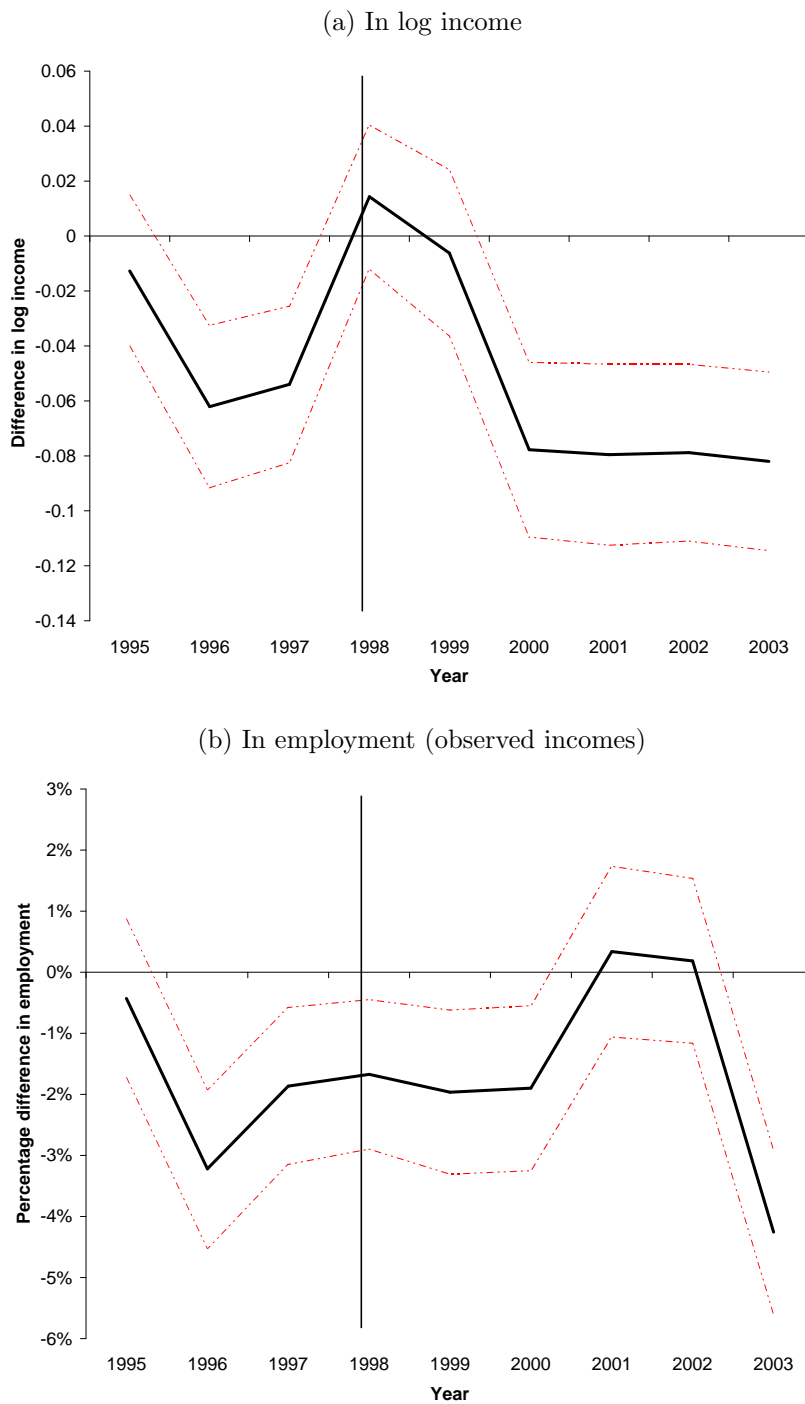 (a) In log income
0.06
0.04
0.02
0
-0.02
-0.04
-0.06
-0.08
-0.1
-0.12
-0.14
Difference in log income
1995 1996 1997 1998 1999 2000 2001 2002 2003
Year
(b) In employment (observed incomes)
3%
2%
1%
0%
-1%
-2%
-3%
-4%
-5%
-6%
Percentage difference in employment
1995 1996 1997 1998 1999 2000 2001 2002 2003
Year